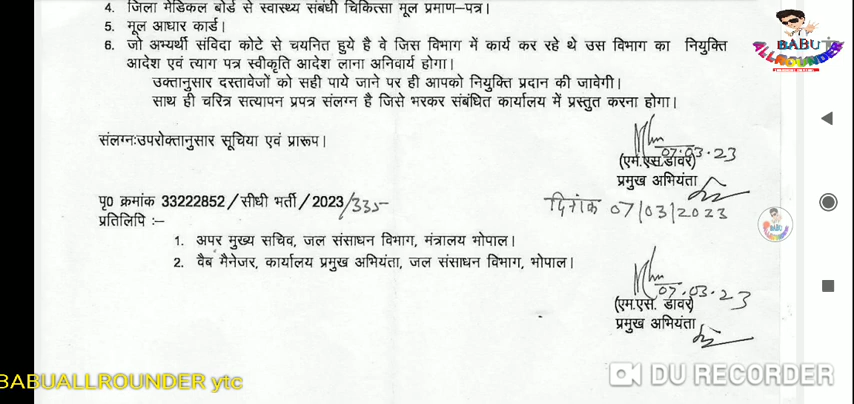 4. जिला मेडिकल बोर्ड से स्वास्थ्य संबंधी चिकित्सा मूल प्रमाण–पत्र।
5. मूल आधार कार्ड।
6. जो अभ्यर्थी संविदा कोटे से चयनित हुये है वे जिस विभाग में कार्य कर रहे थे उस विभाग का नियुक्ति
आदेश एवं त्याग पत्र स्वीकृति आदेश लाना अनिवार्य होगा।
उक्तानुसार दस्तावेजों को सही पाये जाने पर ही आपको नियुक्ति प्रदान की जावेगी।
साथ ही चरित्र सत्यापन प्रपत्र संलग्न है जिसे भरकर संबंधित कार्यालय में प्रस्तुत करना होगा।
BABU
ALLROUNDER
संलग्नःउपरोक्तानुसार सूचिया एवं प्रारूप।
07.03.23
(एम.एस.डावर)
प्रमुख अभियंता
पृ0 क्रमांक 33222852/सीधी भर्ती/2023/335
दिनांक 07/03/2023
प्रतिलिपि :–
1. अपर मुख्य सचिव, जल संसाधन विभाग, मंत्रालय भोपाल।
2. वैब मैनेजर, कार्यालय प्रमुख अभियंता, जल संसाधन विभाग, भोपाल।
07.03.23
(एम.एस. डावर)
प्रमुख अभियंता
BABUALLROUNDER ytc
DU RECORDER